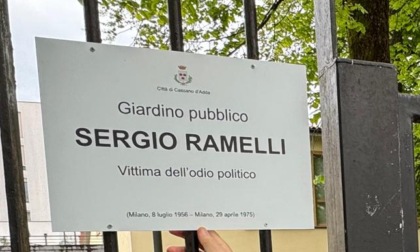 Città di Cassano d'Adda
Giardino pubblico
SERGIO RAMELLI
Vittima dell'odio politico
(Milano, 8 luglio 1956 – Milano, 29 aprile 1975)